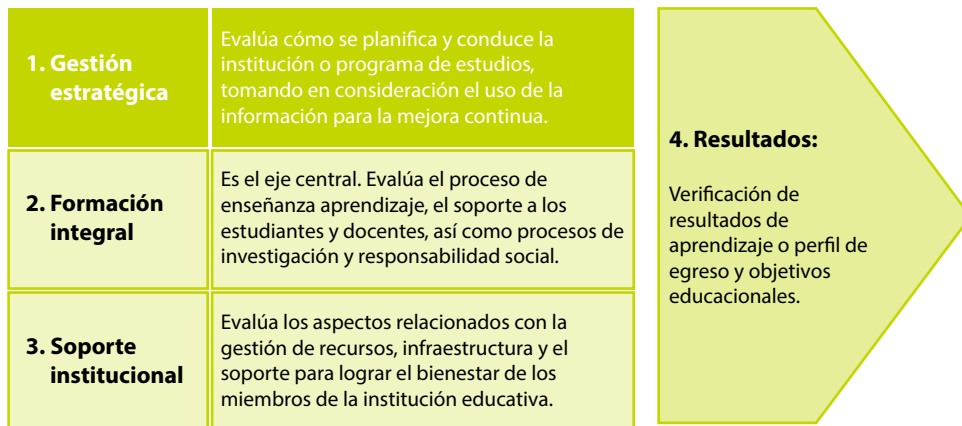 1. Gestión
estratégica
Evalúa cómo se planifica y conduce la
institución o programa de estudios,
tomando en consideración el uso de la
información para la mejora continua.
2. Formación
integral
Es el eje central. Evalúa el proceso de
enseñanza aprendizaje, el soporte a los
estudiantes y docentes, así como procesos de
investigación y responsabilidad social.
3. Soporte
institucional
Evalúa los aspectos relacionados con la
gestión de recursos, infraestructura y el
soporte para lograr el bienestar de los
miembros de la institución educativa.
4. Resultados:
Verificación de
resultados de
aprendizaje o perfil de
egreso y objetivos
educacionales.